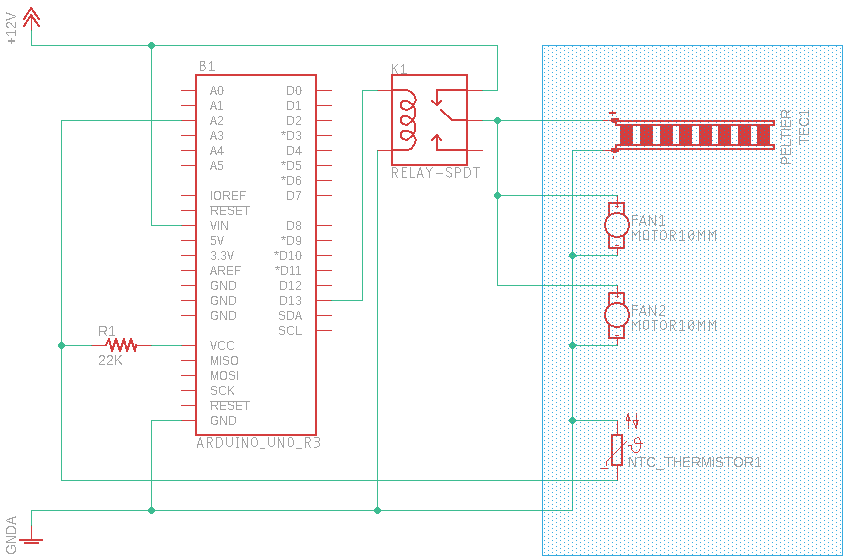 +12V
B1
A0
A1
A2
A3
A4
A5
IOREF
RESET
VIN
5V
3.3V
AREF
GND
GND
GND
VCC
MISO
MOSI
SCK
RESET
GND
D0
D1
D2
*D3
D4
*D5
*D6
D7
D8
*D9
*D10
*D11
D12
D13
SDA
SCL
ARDUINO_UNO_R3
R1
22K
K1
RELAY-SPDT
+
-
PELTIER
TEC1
+
FAN1
MOTOR10MM
-
+
FAN2
MOTOR10MM
-
ϑ
NTC_THERMISTOR1
GNDA